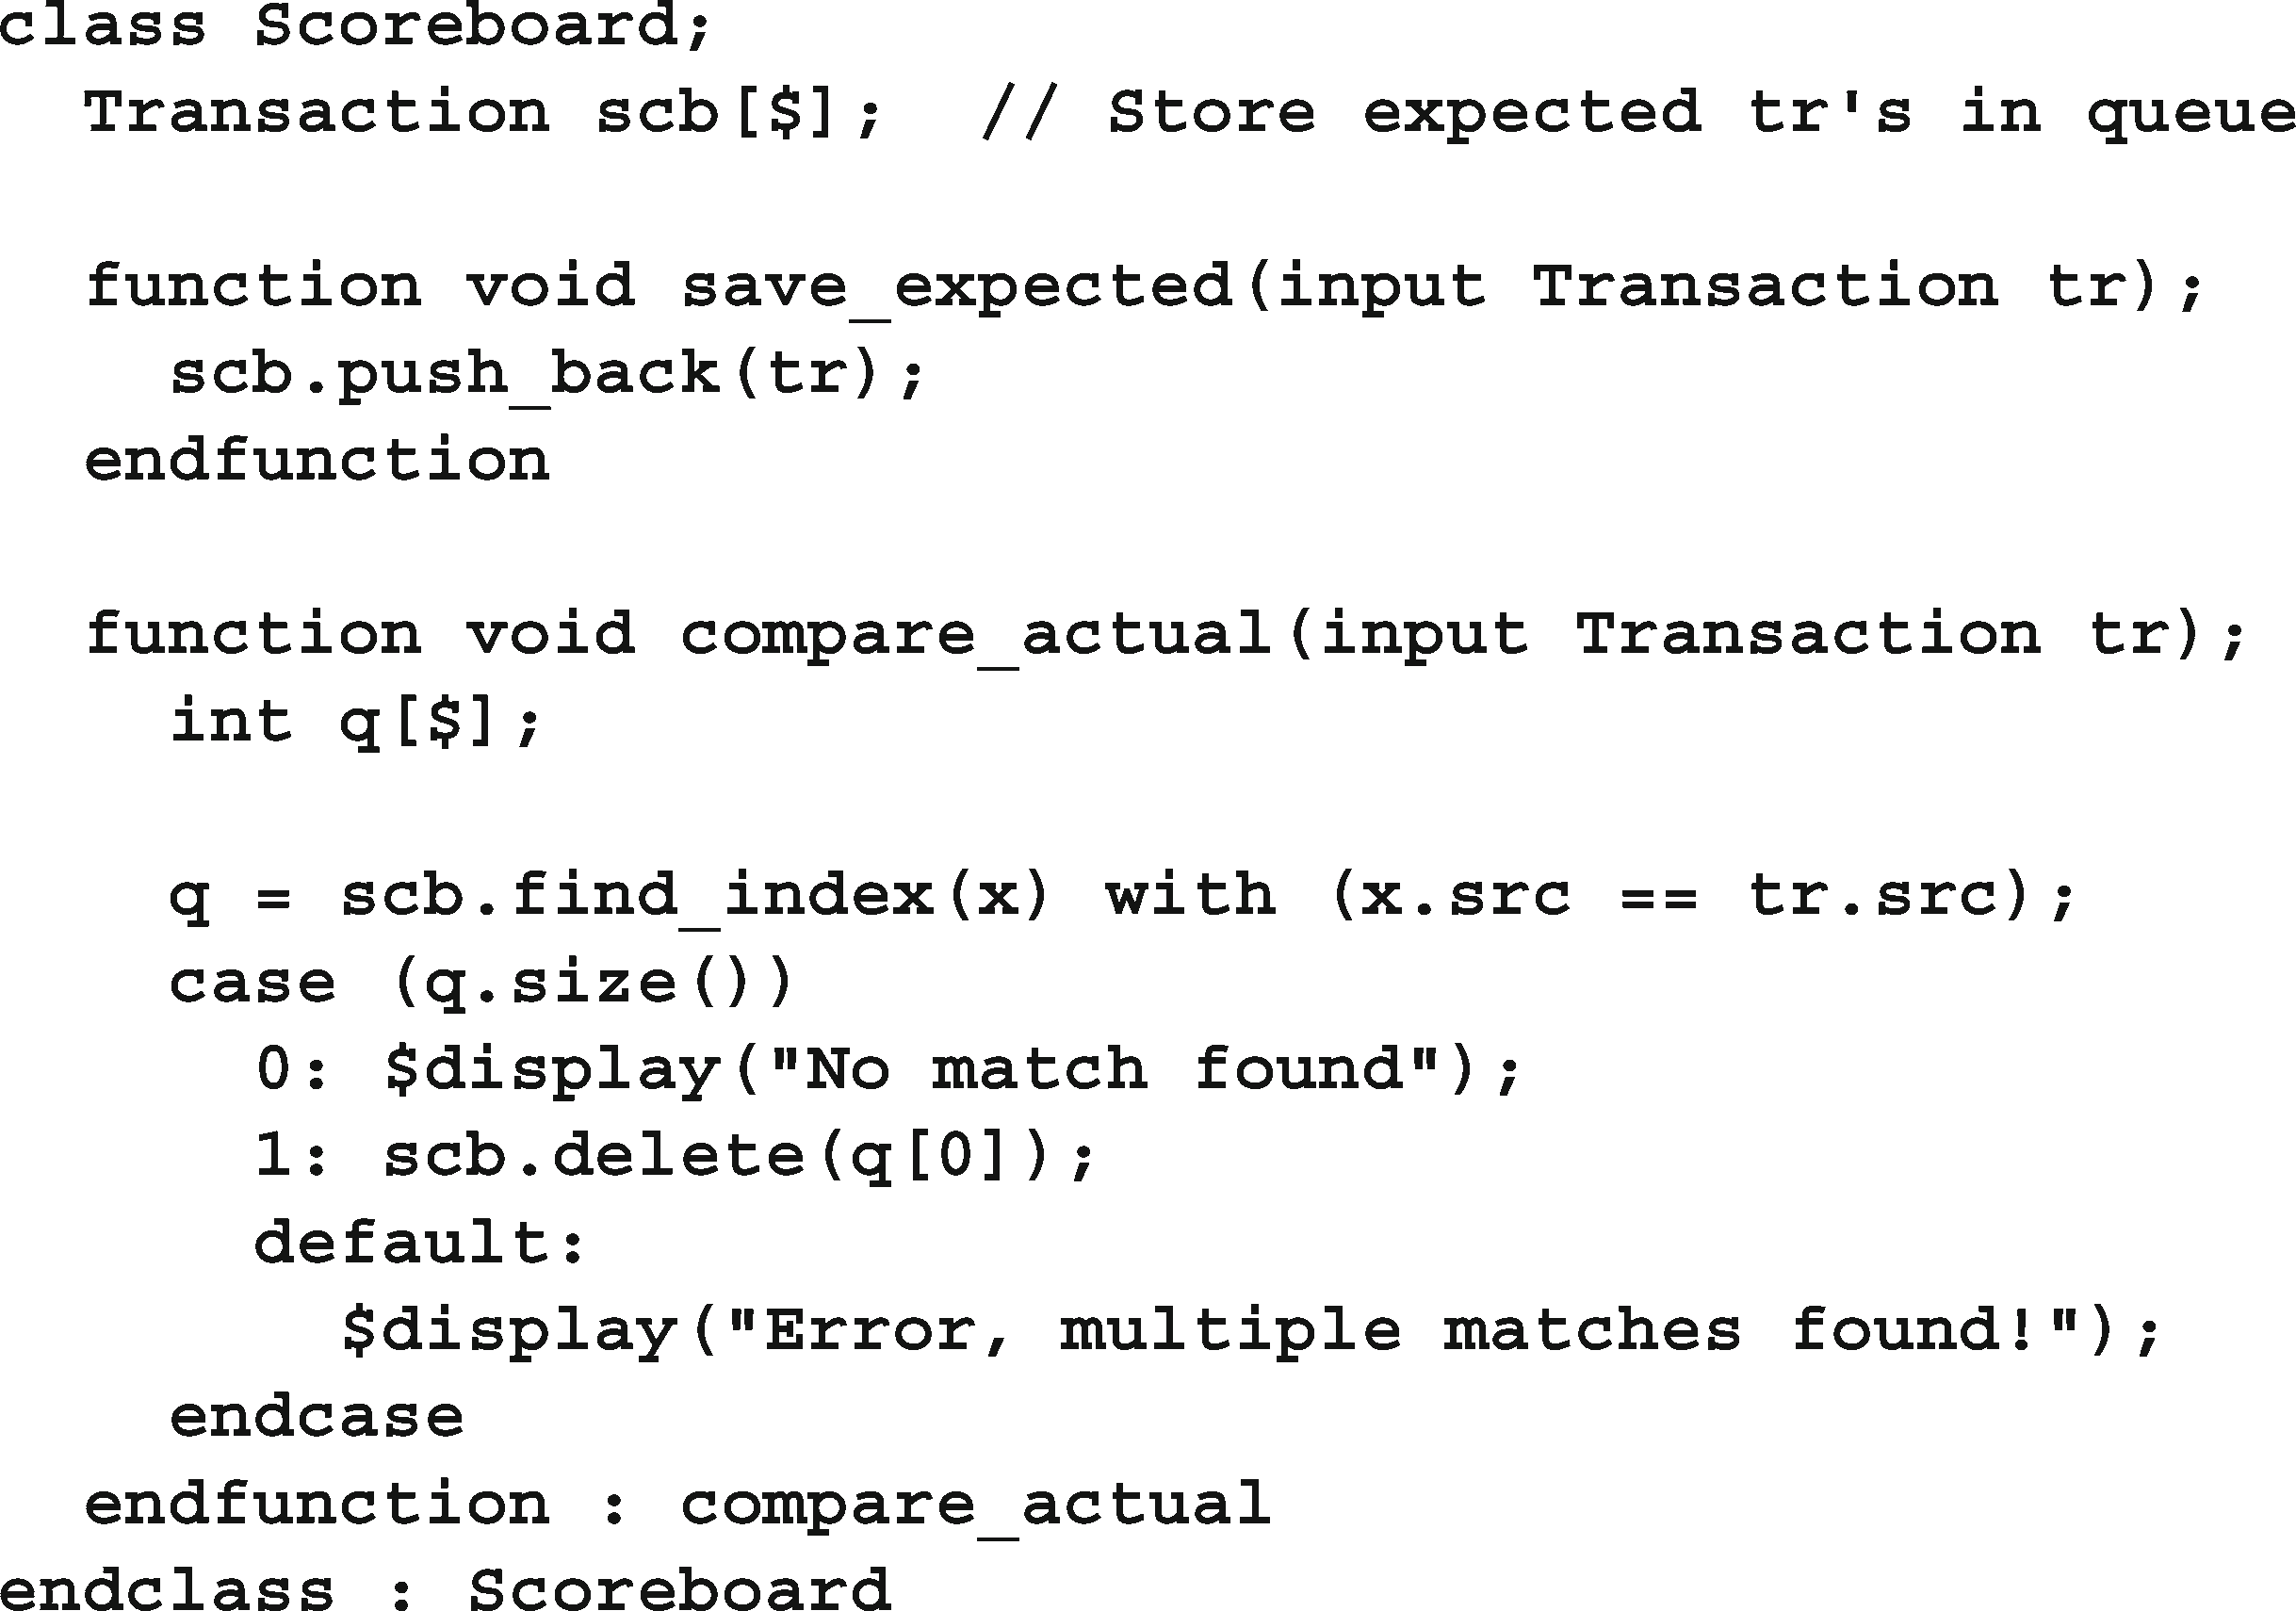 class Scoreboard;
  Transaction scb[$];  // Store expected tr's in queue

  function void save_expected(input Transaction tr);
    scb.push_back(tr);
  endfunction

  function void compare_actual(input Transaction tr);
    int q[$];

    q = scb.find_index(x) with (x.src == tr.src);
    case (q.size())
      0: $display("No match found");
      1: scb.delete(q[0]);
      default:
        $display("Error, multiple matches found!");
    endcase
  endfunction : compare_actual
endclass : Scoreboard